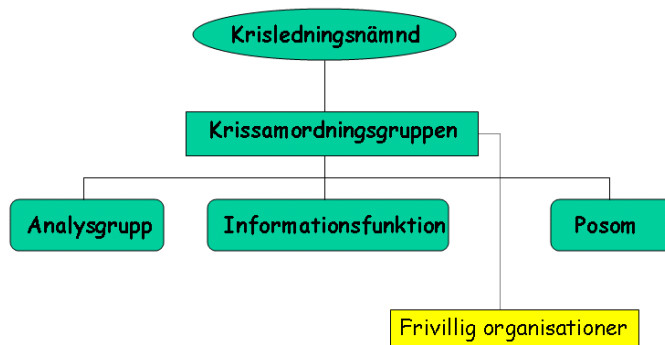 Krisledningsnämnd
Krissamordningsgruppen
Analysgrupp
Informationsfunktion
Posom
Frivillig organisationer